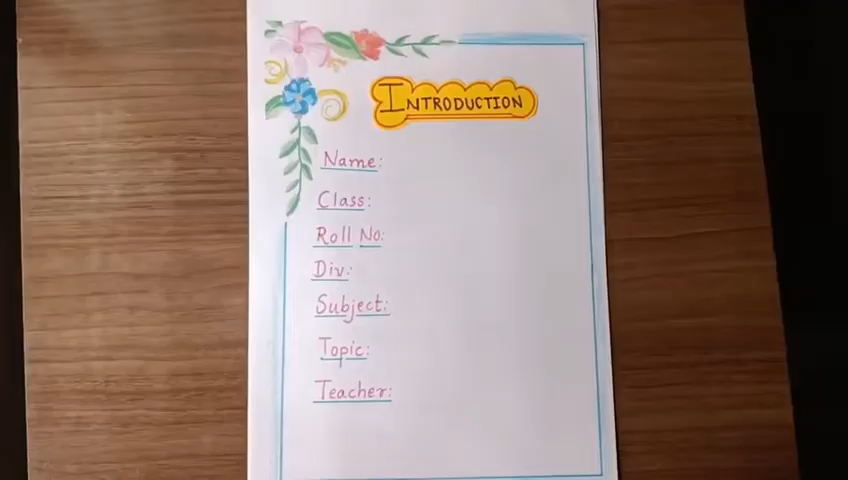 INTRODUCTION
Name:
Class:
Roll No:
Div:
Subject:
Topic:
Teacher: